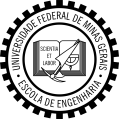 UNIVERSIDADE FEDERAL DE MINAS GERAIS
SCIENTIA
ET
LABOR
ESCOLA DE ENGENHARIA